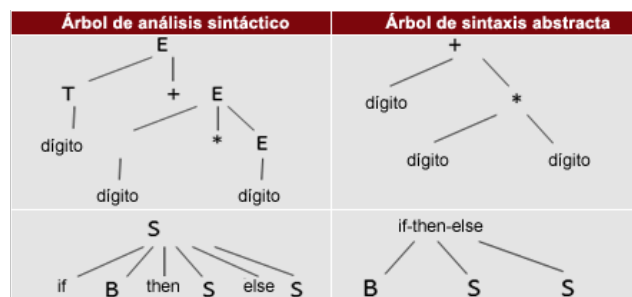 Árbol de análisis sintáctico
Árbol de sintaxis abstracta
E
T + E
dígito * E
dígito dígito
+
dígito *
dígito dígito
S
if B then S else S
if-then-else
B S S